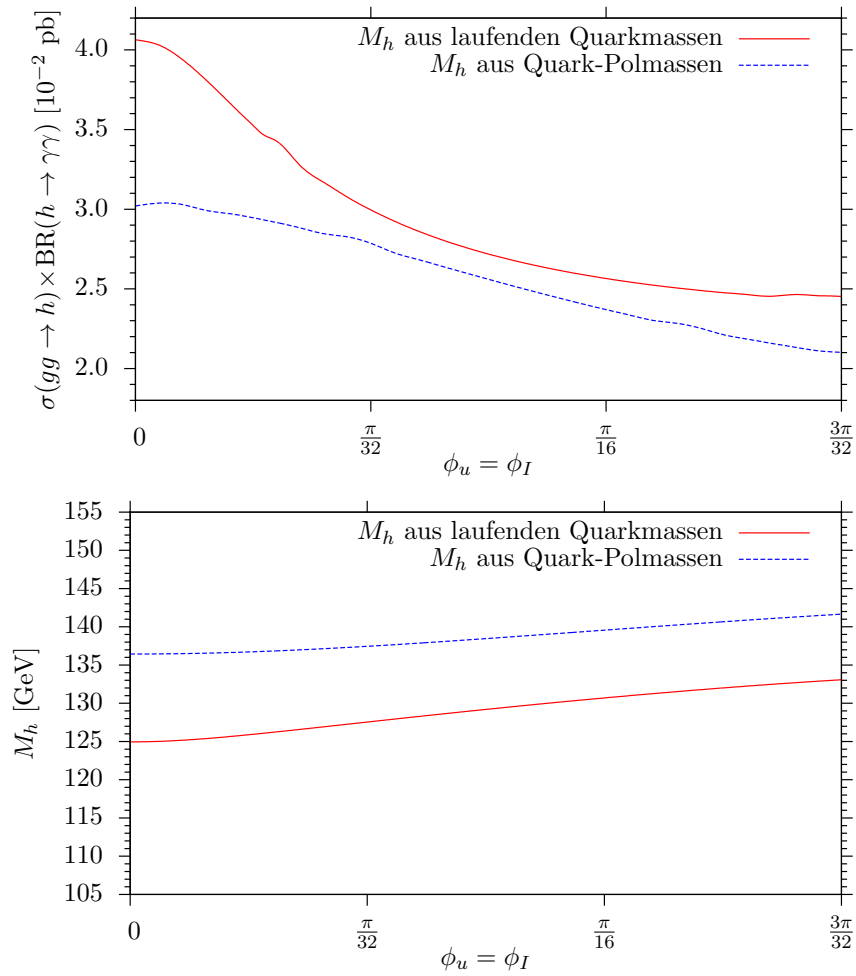 σ(gg → h)×BR(h → γγ) [10⁻² pb]
4.0
3.5
3.0
2.5
2.0
M_h aus laufenden Quarkmassen
M_h aus Quark-Polmassen
0 π/32 π/16 3π/32
ϕ_u = ϕ_I
M_h [GeV]
155
150
145
140
135
130
125
120
115
110
105
M_h aus laufenden Quarkmassen
M_h aus Quark-Polmassen
0 π/32 π/16 3π/32
ϕ_u = ϕ_I